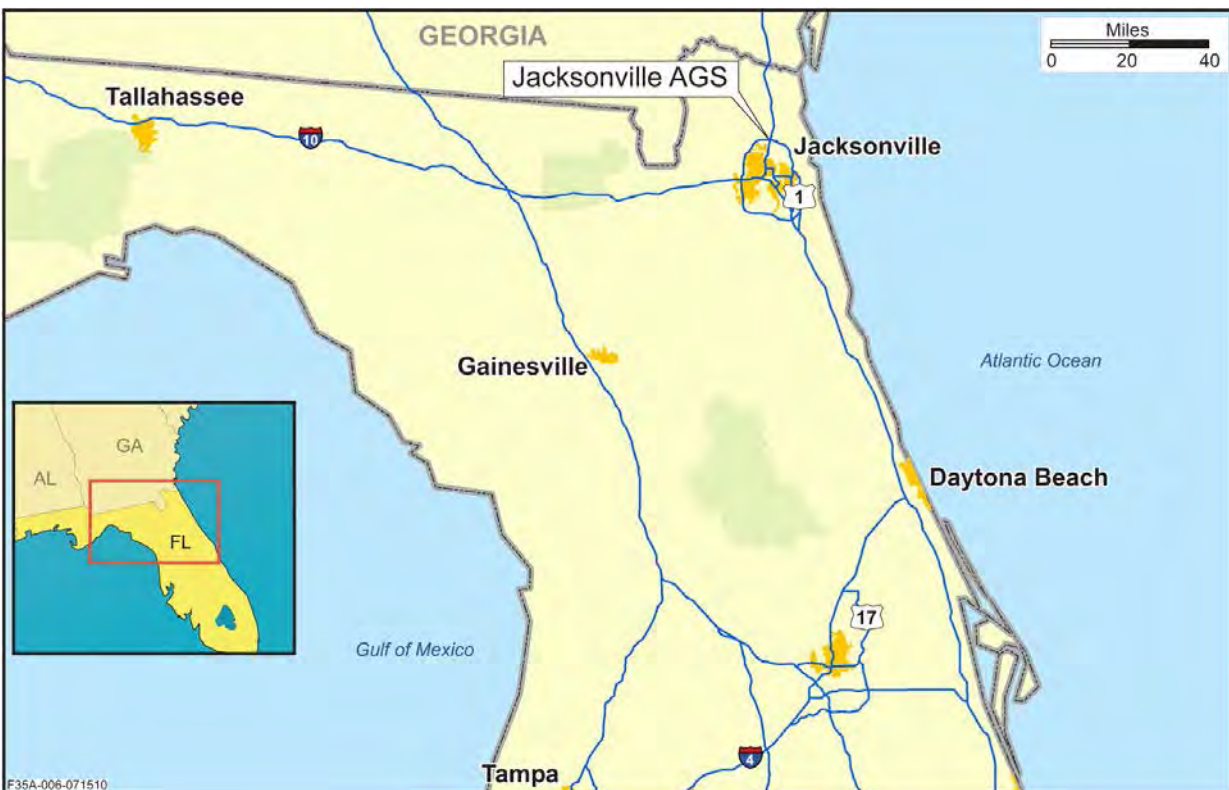 GEORGIA
Miles
0 20 40
Jacksonville AGS
Tallahassee
10
Jacksonville
1
Gainesville
Atlantic Ocean
GA
AL
FL
Daytona Beach
17
Gulf of Mexico
4
Tampa
F35A-006-071510